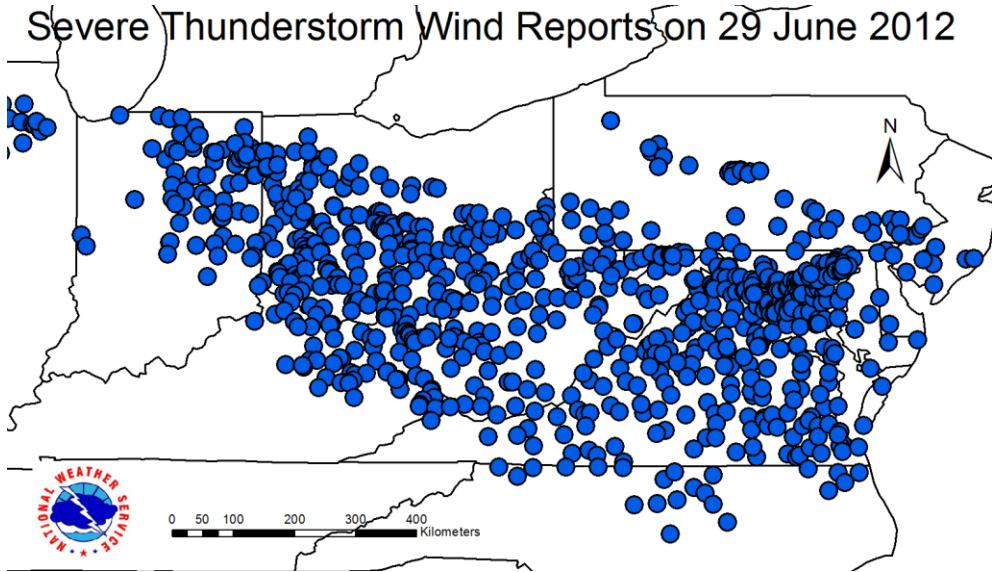 Severe Thunderstorm Wind Reports on 29 June 2012
N
NATIONAL WEATHER SERVICE
0 50 100 200 300 400
Kilometers